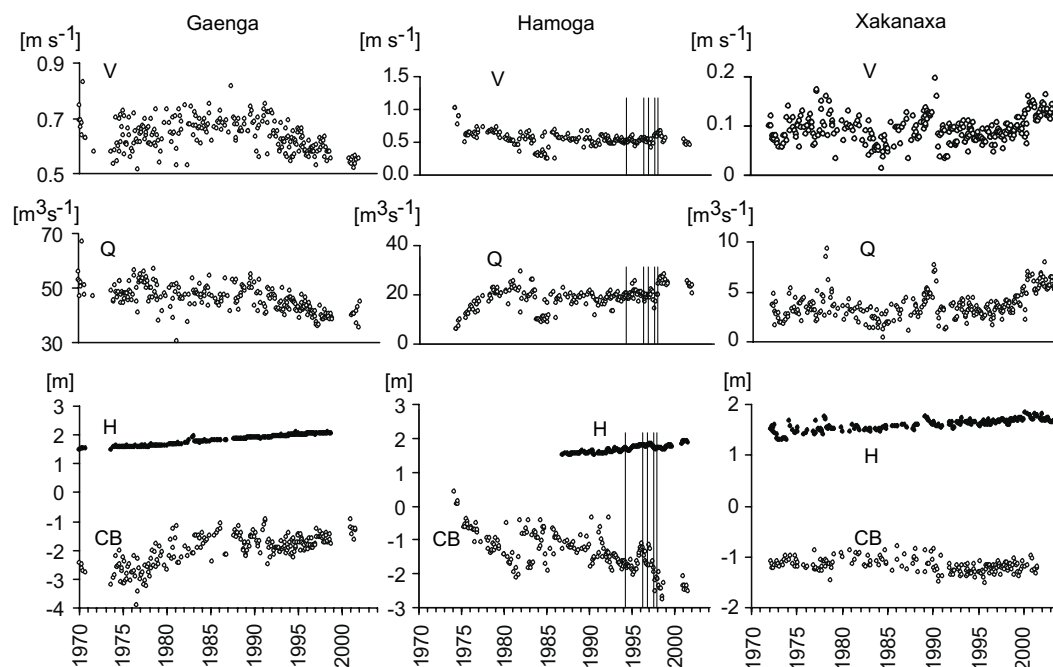 Gaenga Hamoga Xakanaxa
[m s-1] [m s-1] [m s-1]
0.9 1.5 0.2
V V V
1.0
0.7 0.1
0.5
0.5 0.0 0
[m3s-1] [m3s-1] [m3s-1]
70 40 10
Q Q Q
50 20 5
30 0 0
[m] [m] [m]
3 3 2
H H H
2 2
1 1 1
0 0 0
-1 -1 -1
CB CB CB
-2 -2
-3
-4 -3 -2
1970 1975 1980 1985 1990 1995 2000 1970 1975 1980 1985 1990 1995 2000 1970 1975 1980 1985 1990 1995 2000